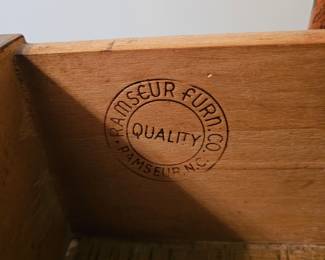 RAMSEUR FURN. CO.
QUALITY
RAMSEUR, N.C.